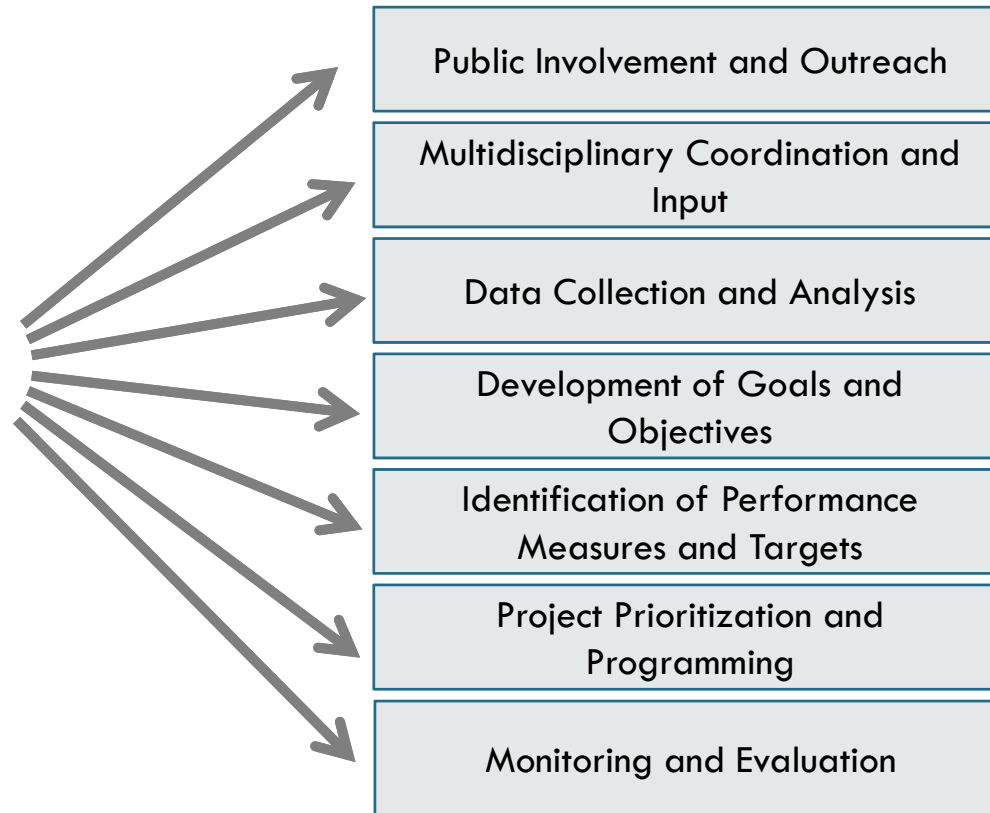 Public Involvement and Outreach
Multidisciplinary Coordination and
Input
Data Collection and Analysis
Development of Goals and
Objectives
Identification of Performance
Measures and Targets
Project Prioritization and
Programming
Monitoring and Evaluation